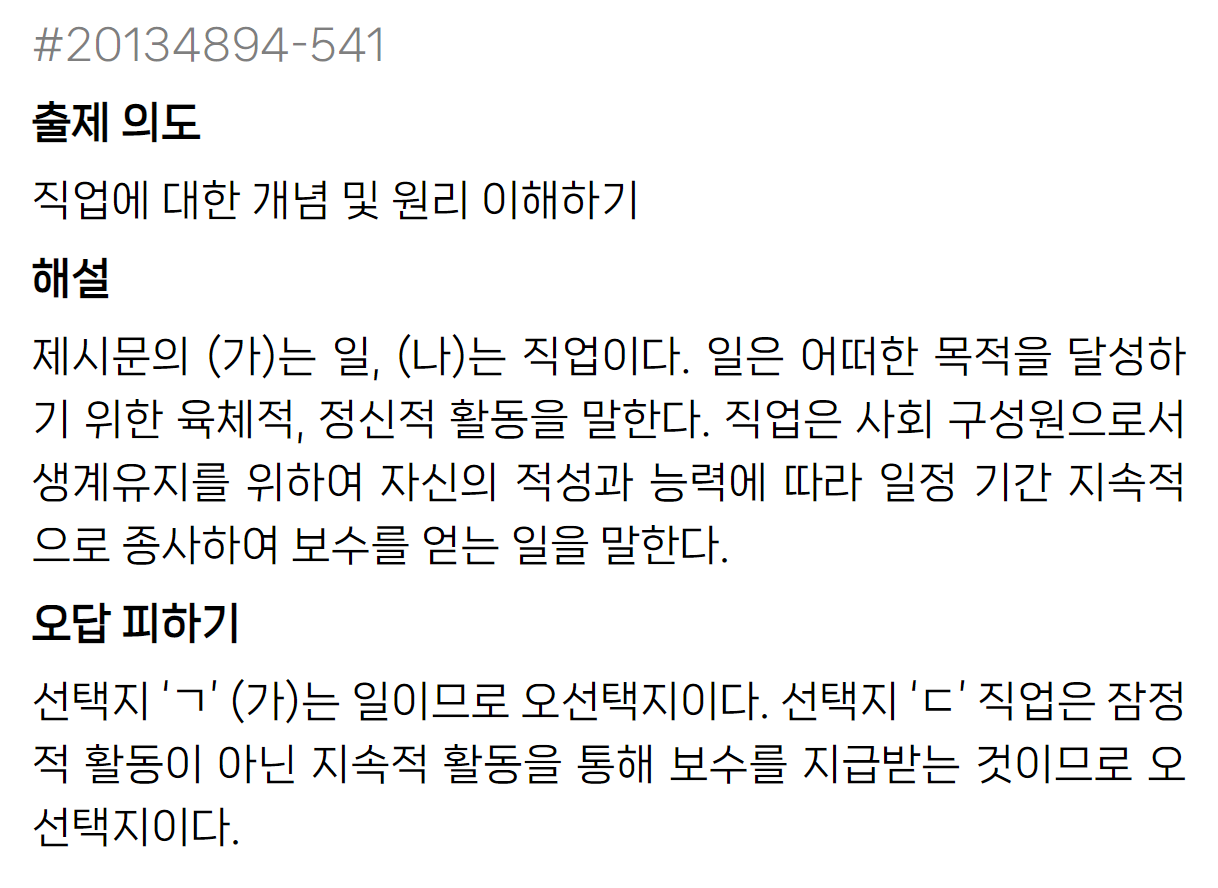 #20134894-541
출제 의도
직업에 대한 개념 및 원리 이해하기
해설
제시문의 (가)는 일, (나)는 직업이다. 일은 어떠한 목적을 달성하
기 위한 육체적, 정신적 활동을 말한다. 직업은 사회 구성원으로서
생계유지를 위하여 자신의 적성과 능력에 따라 일정 기간 지속적
으로 종사하여 보수를 얻는 일을 말한다.
오답 피하기
선택지 ‘ㄱ’ (가)는 일이므로 오선택지이다. 선택지 ‘ㄷ’ 직업은 잠정
적 활동이 아닌 지속적 활동을 통해 보수를 지급받는 것이므로 오
선택지이다.